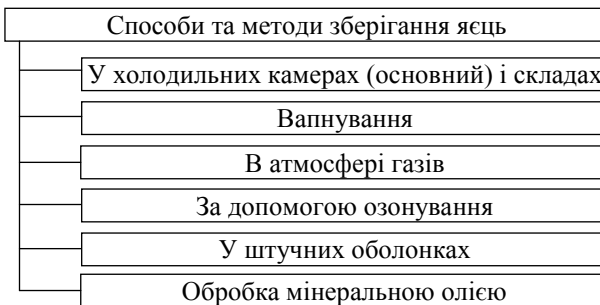 Способи та методи зберігання яєць
У холодильних камерах (основний) і складах
Вапнування
В атмосфері газів
За допомогою озонування
У штучних оболонках
Обробка мінеральною олією